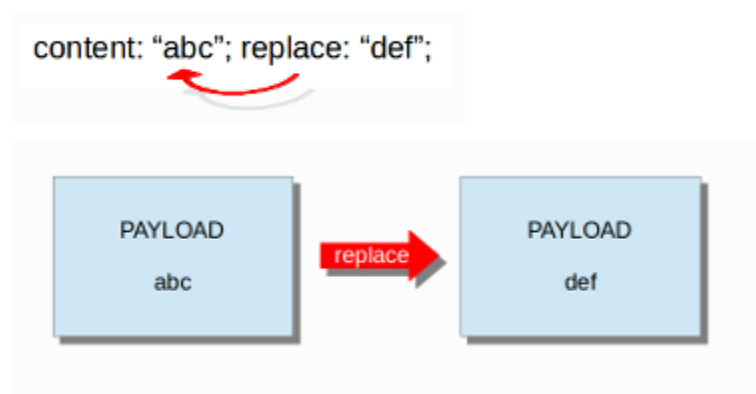 content: “abc”; replace: “def”;
PAYLOAD
abc
replace
PAYLOAD
def